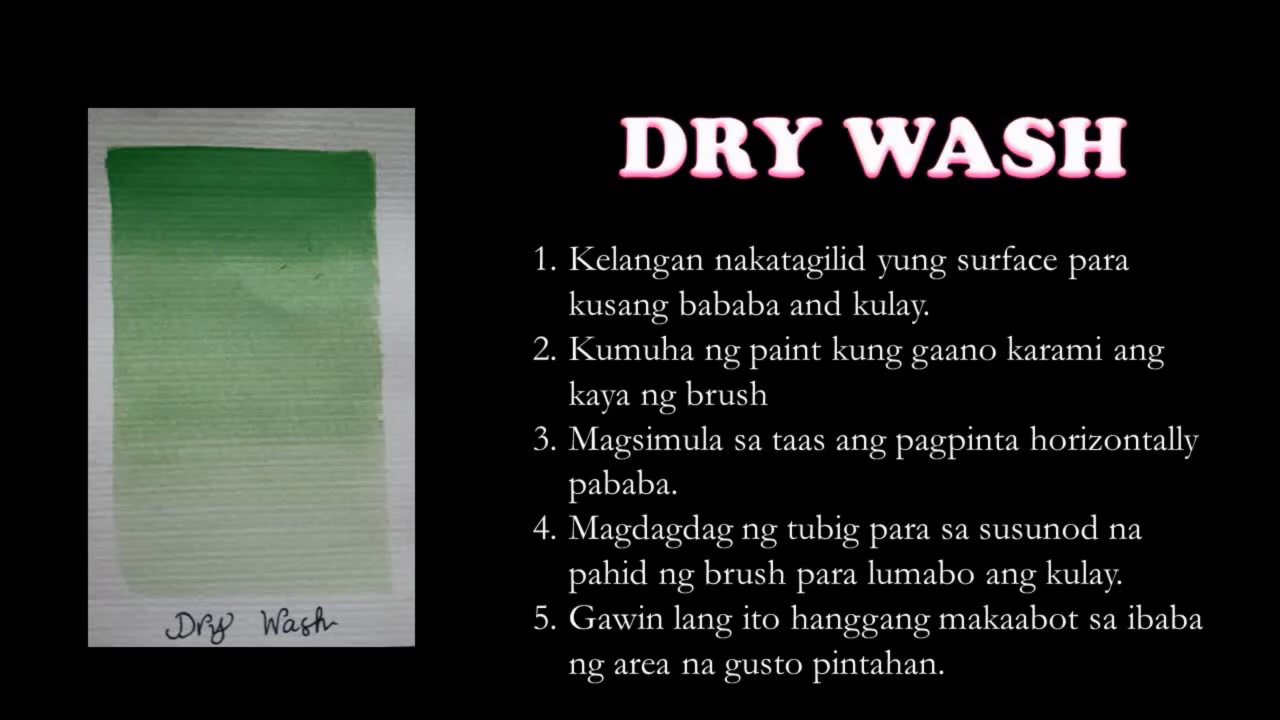 DRY WASH
1. Kelangan nakatagilid yung surface para
kusang bababa and kulay.
2. Kumuha ng paint kung gaano karami ang
kaya ng brush
3. Magsimula sa taas ang pagpinta horizontally
pababa.
4. Magdagdag ng tubig para sa susunod na
pahid ng brush para lumabo ang kulay.
5. Gawin lang ito hanggang makaabot sa ibaba
ng area na gusto pintahan.
Dry Wash